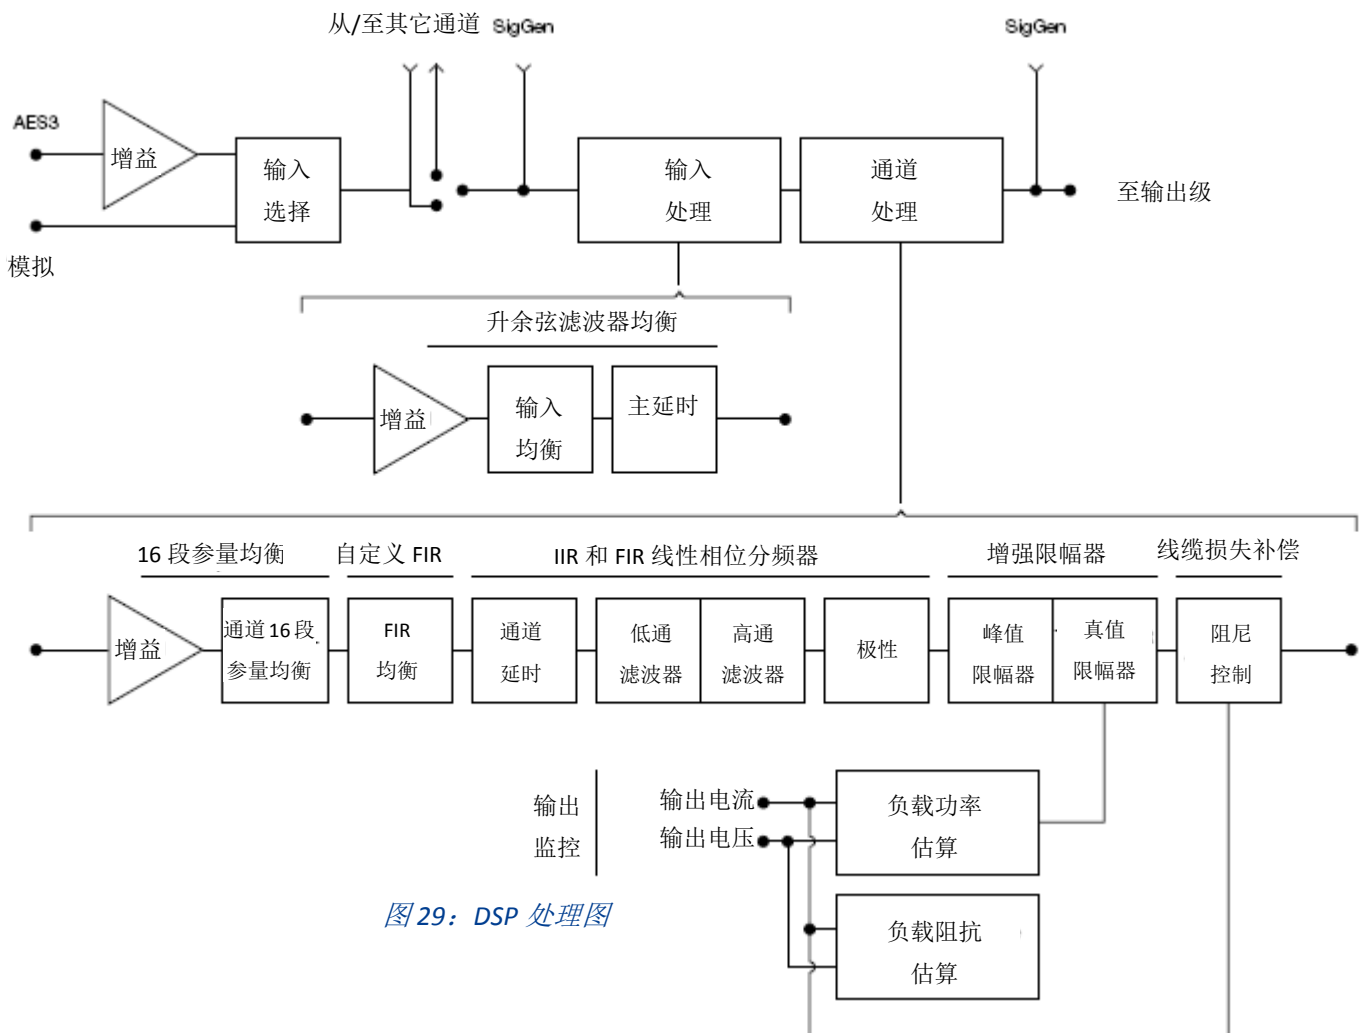 从/至其它通道 SigGen SigGen
AES3
增益
输入
选择
输入
处理
通道
处理
至输出级
模拟
升余弦滤波器均衡
增益
输入
均衡
主延时
16 段参量均衡 自定义 FIR IIR 和 FIR 线性相位分频器 增强限幅器 线缆损失补偿
增益
通道 16 段
参量均衡
FIR
均衡
通道
延时
低通
滤波器
高通
滤波器
极性
峰值
限幅器
真值
限幅器
阻尼
控制
输出
监控
输出电流
输出电压
负载功率
估算
图 29：DSP 处理图
负载阻抗
估算